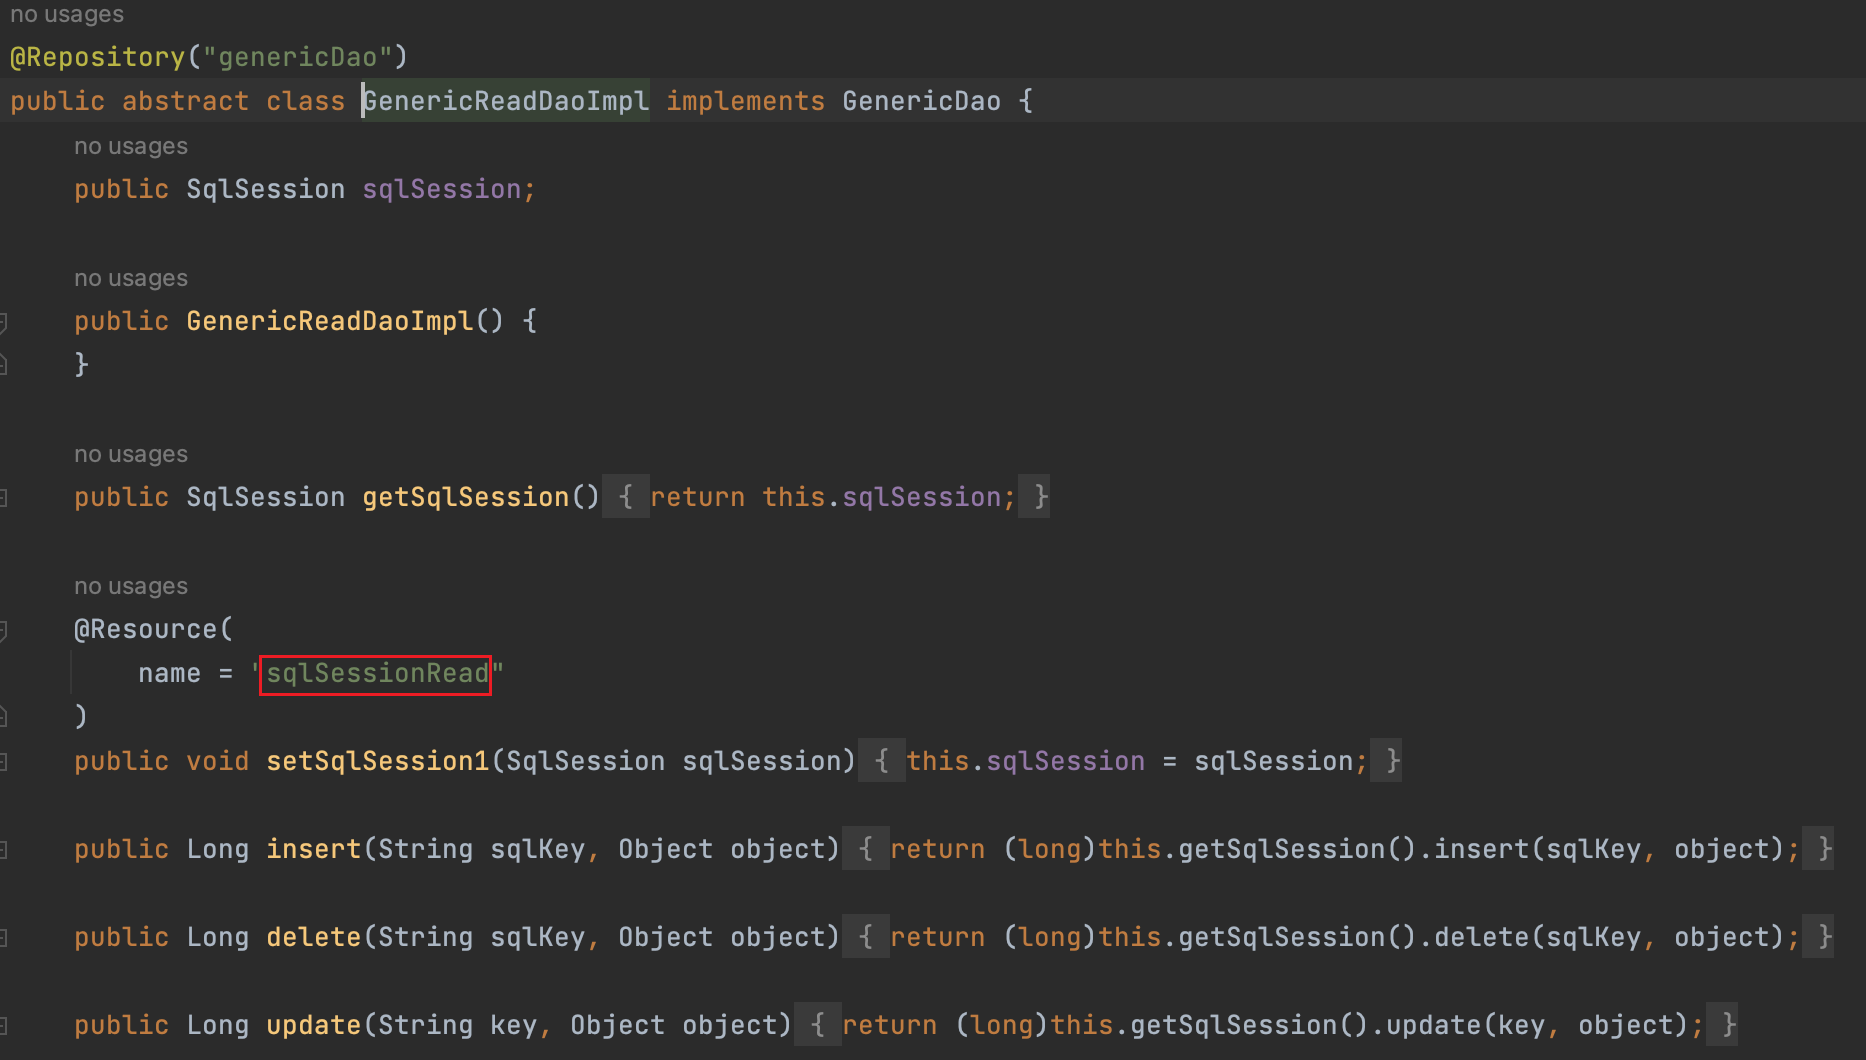 no usages
@Repository("genericDao")
public abstract class GenericReadDaoImpl implements GenericDao {
no usages
public SqlSession sqlSession;
no usages
public GenericReadDaoImpl() {
}
no usages
public SqlSession getSqlSession() { return this.sqlSession; }
no usages
@Resource(
name = "sqlSessionRead"
)
public void setSqlSession1(SqlSession sqlSession) { this.sqlSession = sqlSession; }
public Long insert(String sqlKey, Object object) { return (long)this.getSqlSession().insert(sqlKey, object); }
public Long delete(String sqlKey, Object object) { return (long)this.getSqlSession().delete(sqlKey, object); }
public Long update(String key, Object object) { return (long)this.getSqlSession().update(key, object); }